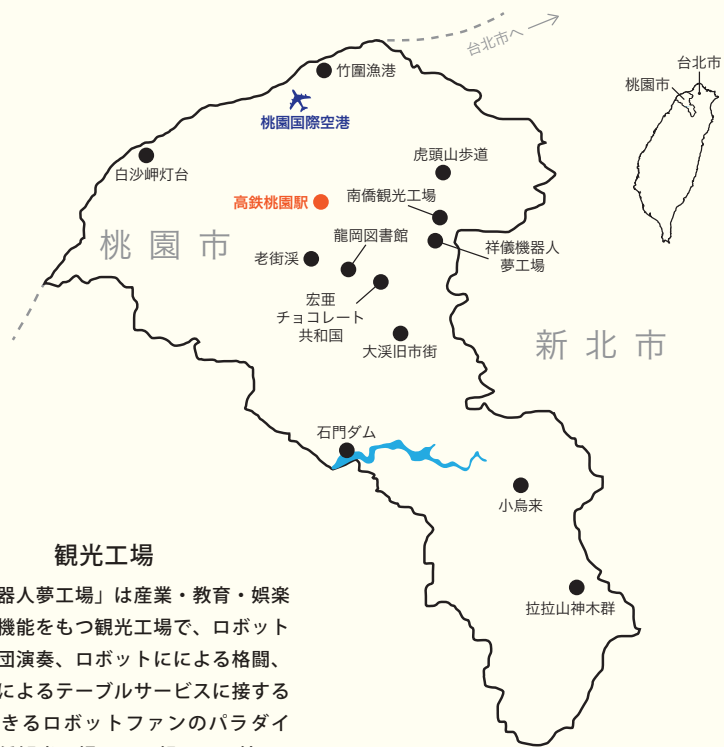 台北市へ
竹圍漁港
桃園国際空港
台北市
桃園市
虎頭山歩道
白沙岬灯台
南僑観光工場
高鉄桃園駅
龍岡図書館
桃園市
老街渓
祥儀機器人
夢工場
宏亜
チョコレート
共和国
新北市
大渓旧市街
石門ダム
小烏来
拉拉山神木群
観光工場
器人夢工場」は産業・教育・娯楽
機能をもつ観光工場で、ロボット
団演奏、ロボットにによる格闘、
によるテーブルサービスに接する
きるロボットファンのパラダイ